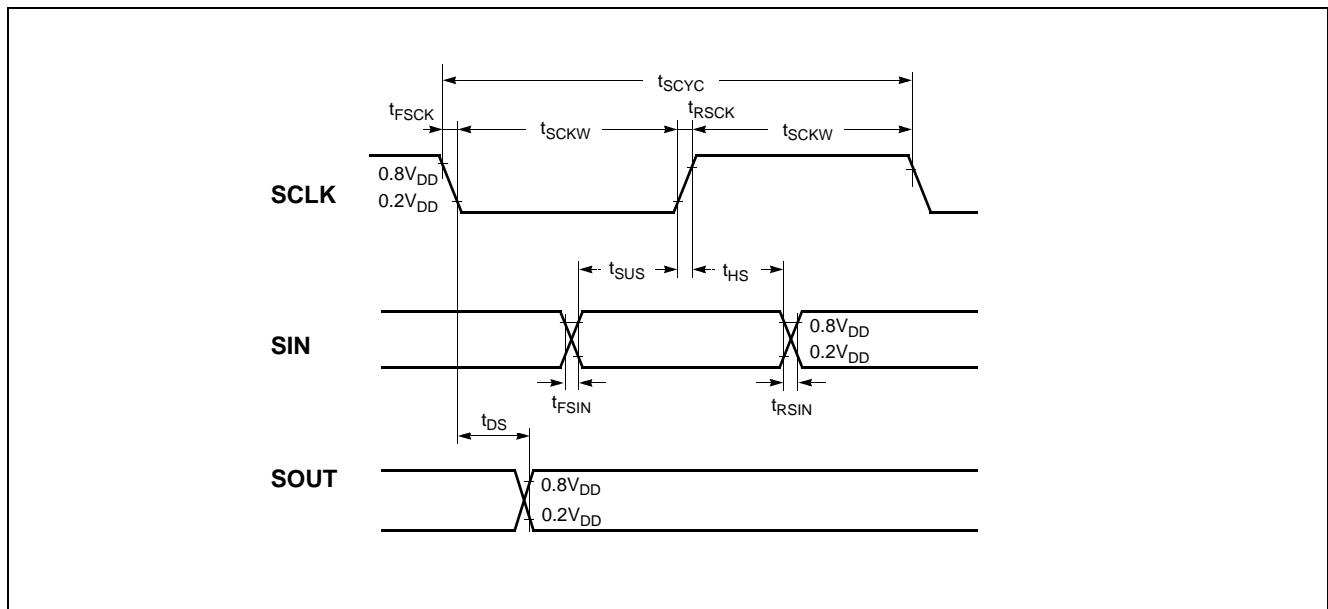 tSCYC
tFSCK
tRSCK
tSCKW
tSCKW
SCLK
0.8VDD
0.2VDD
tSUS
tHS
SIN
0.8VDD
0.2VDD
tFSIN
tRSIN
tDS
SOUT
0.8VDD
0.2VDD